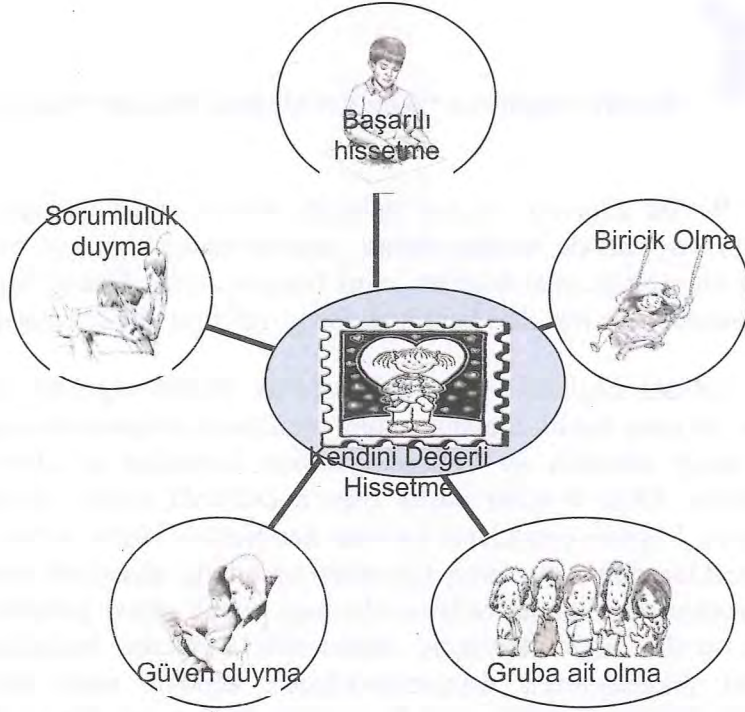 Başarılı
hissetme
Sorumluluk
duyma
Biricik Olma
Kendini Değerli
Hissetme
Güven duyma
Gruba ait olma